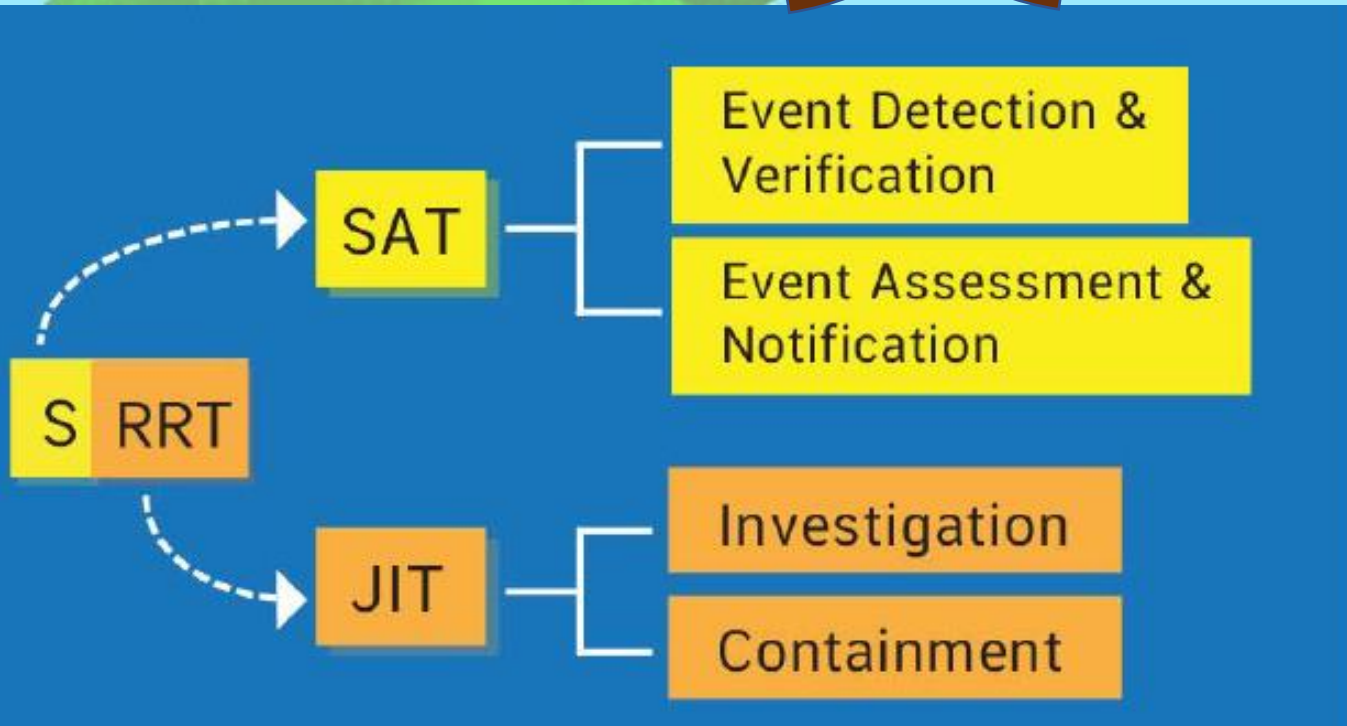 SAT
Event Detection &
Verification
Event Assessment &
Notification
S RRT
JIT
Investigation
Containment